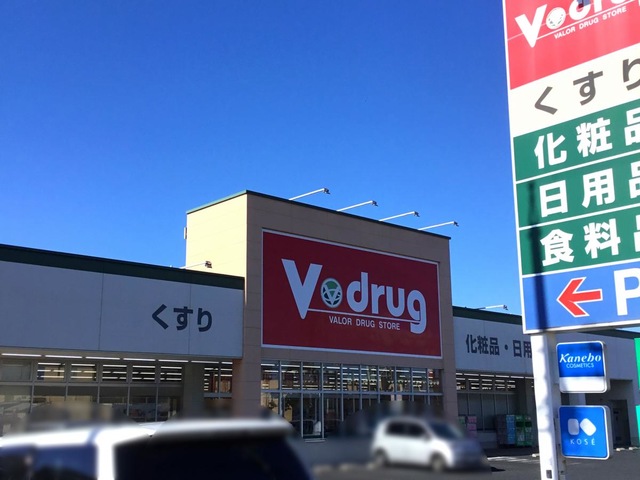 V drug
VALOR DRUG STORE
くすり
化粧品
日用品
食料品
P
Kanebo
COSMETICS
KOSÉ
くすり
V drug
VALOR DRUG STORE
化粧品・日用